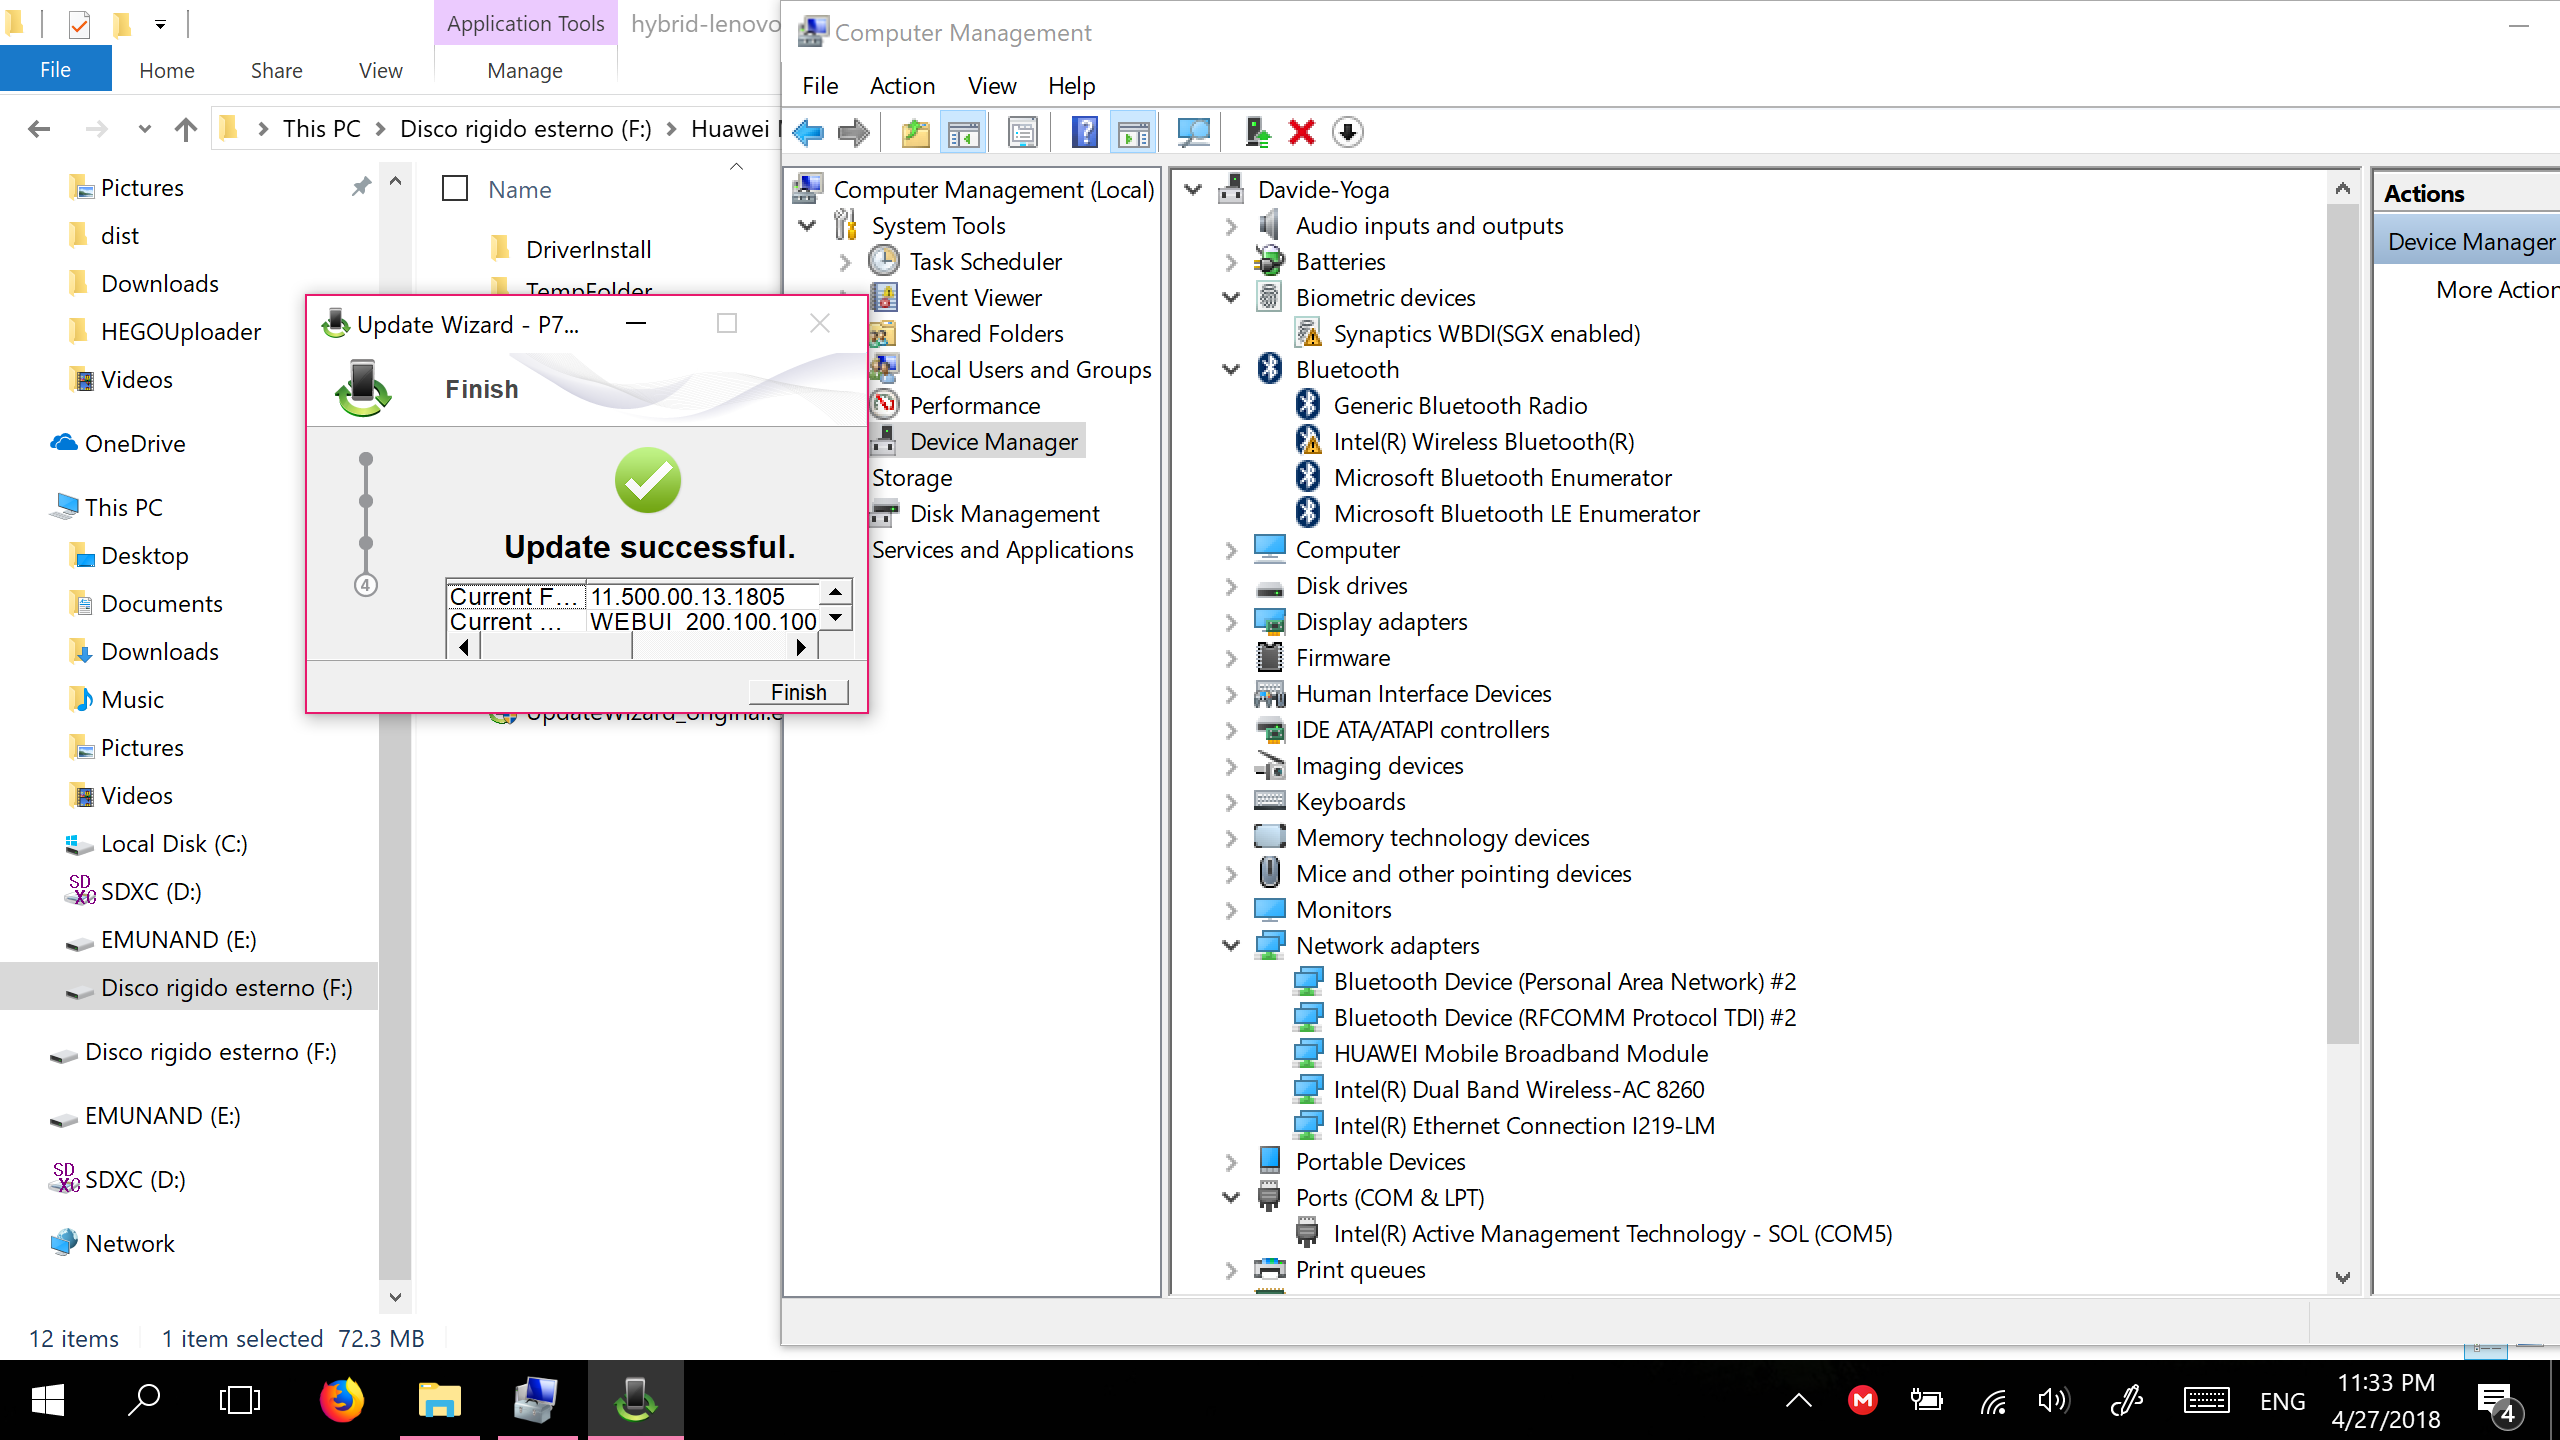 Application Tools
hybrid-lenovo
File
Home
Share
View
Manage
This PC
Disco rigido esterno (F:)
Huawei
Pictures
dist
Downloads
HEGOUploader
Videos
OneDrive
This PC
Desktop
Documents
Downloads
Music
Pictures
Videos
Local Disk (C:)
SDXC (D:)
EMUNAND (E:)
Disco rigido esterno (F:)
Disco rigido esterno (F:)
EMUNAND (E:)
SDXC (D:)
Network
Name
DriverInstall
TempFolder
UpdateWizard_original.e
12 items
1 item selected 72.3 MB
Update Wizard - P7...
Finish
4
Update successful.
Current F... 11.500.00.13.1805
Current ... WEBUI_200.100.100
Finish
Computer Management
File
Action
View
Help
Computer Management (Local)
System Tools
Task Scheduler
Event Viewer
Shared Folders
Local Users and Groups
Performance
Device Manager
Storage
Disk Management
Services and Applications
Davide-Yoga
Audio inputs and outputs
Batteries
Biometric devices
Synaptics WBDI(SGX enabled)
Bluetooth
Generic Bluetooth Radio
Intel(R) Wireless Bluetooth(R)
Microsoft Bluetooth Enumerator
Microsoft Bluetooth LE Enumerator
Computer
Disk drives
Display adapters
Firmware
Human Interface Devices
IDE ATA/ATAPI controllers
Imaging devices
Keyboards
Memory technology devices
Mice and other pointing devices
Monitors
Network adapters
Bluetooth Device (Personal Area Network) #2
Bluetooth Device (RFCOMM Protocol TDI) #2
HUAWEI Mobile Broadband Module
Intel(R) Dual Band Wireless-AC 8260
Intel(R) Ethernet Connection I219-LM
Portable Devices
Ports (COM & LPT)
Intel(R) Active Management Technology - SOL (COM5)
Print queues
Actions
Device Manager
More Action
ENG
11:33 PM
4/27/2018
4